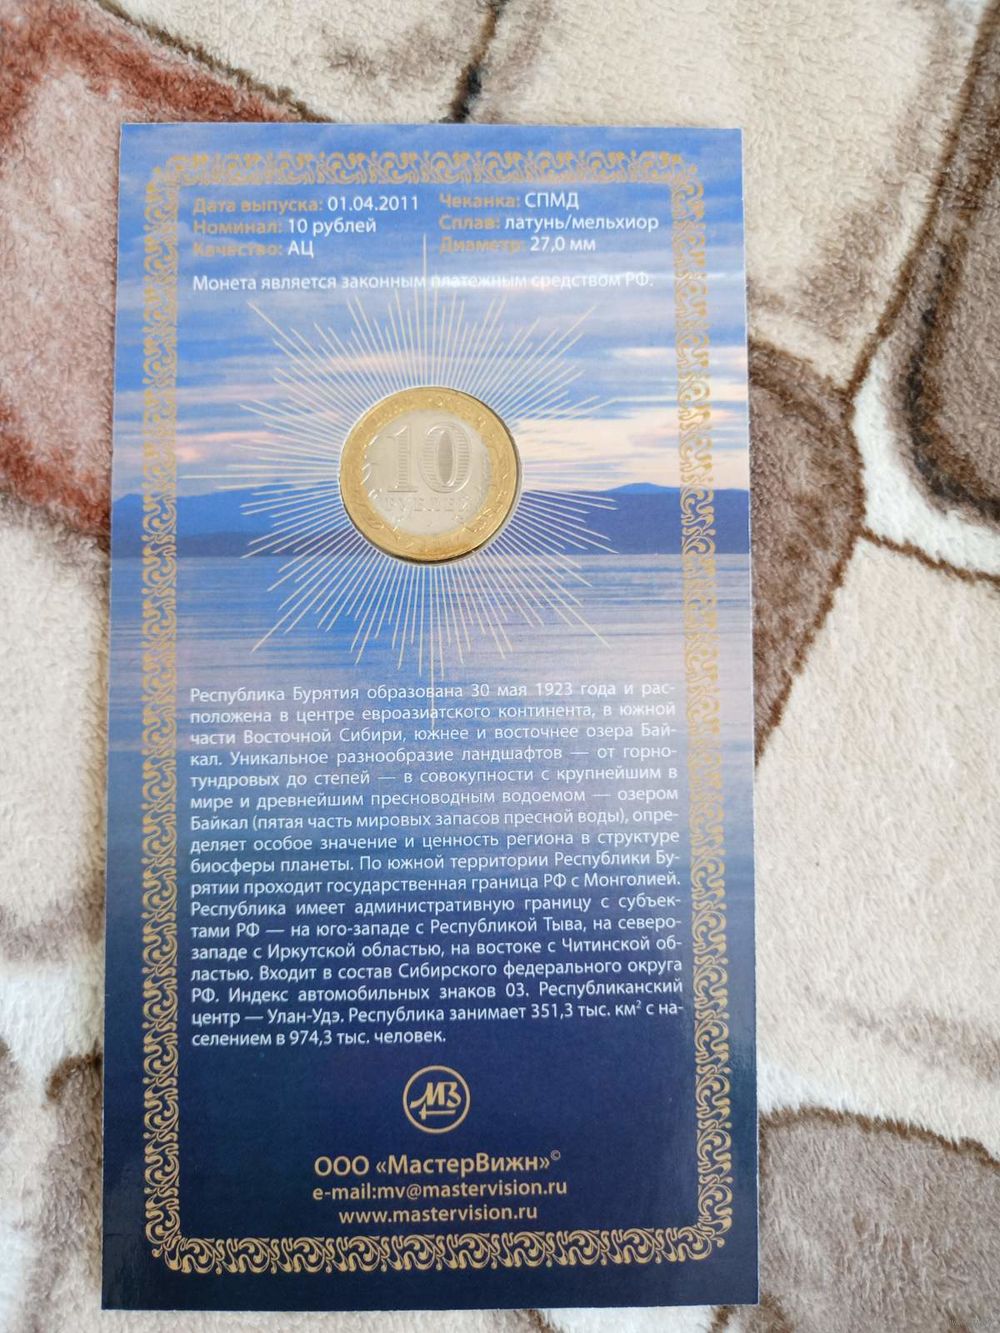 Дата выпуска: 01.04.2011 Чеканка: СПМД
Номинал: 10 рублей Сплав: латунь/мельхиор
Качество: АЦ Диаметр: 27,0 мм
Монета является законным платежным средством РФ.
10
РУБЛЕЙ
Республика Бурятия образована 30 мая 1923 года и рас-
положена в центре евроазиатского континента, в южной
части Восточной Сибири, южнее и восточнее озера Бай-
кал. Уникальное разнообразие ландшафтов — от горно-
тундровых до степей — в совокупности с крупнейшим в
мире и древнейшим пресноводным водоемом — озером
Байкал (пятая часть мировых запасов пресной воды), опре-
деляет особое значение и ценность региона в структуре
биосферы планеты. По южной территории Республики Бу-
рятии проходит государственная граница РФ с Монголией.
Республика имеет административную границу с субъек-
тами РФ — на юго-западе с Республикой Тыва, на северо-
западе с Иркутской областью, на востоке с Читинской об-
ластью. Входит в состав Сибирского федерального округа
РФ. Индекс автомобильных знаков 03. Республиканский
центр — Улан-Удэ. Республика занимает 351,3 тыс. км² с на-
селением в 974,3 тыс. человек.
МВ
ООО «МастерВижн»©
e-mail:mv@mastervision.ru
www.mastervision.ru